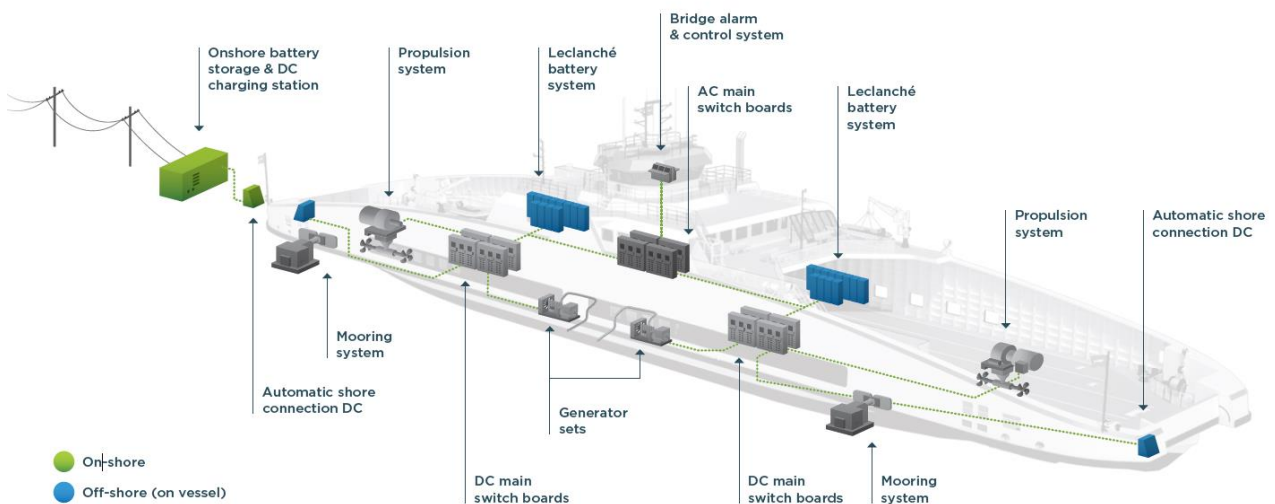 Bridge alarm
& control system
Onshore battery
storage & DC
charging station
Propulsion
system
Leclanché
battery
system
AC main
switch boards
Leclanché
battery
system
Propulsion
system
Automatic shore
connection DC
Mooring
system
Automatic shore
connection DC
Generator
sets
On-shore
Off-shore (on vessel)
DC main
switch boards
DC main
switch boards
Mooring
system